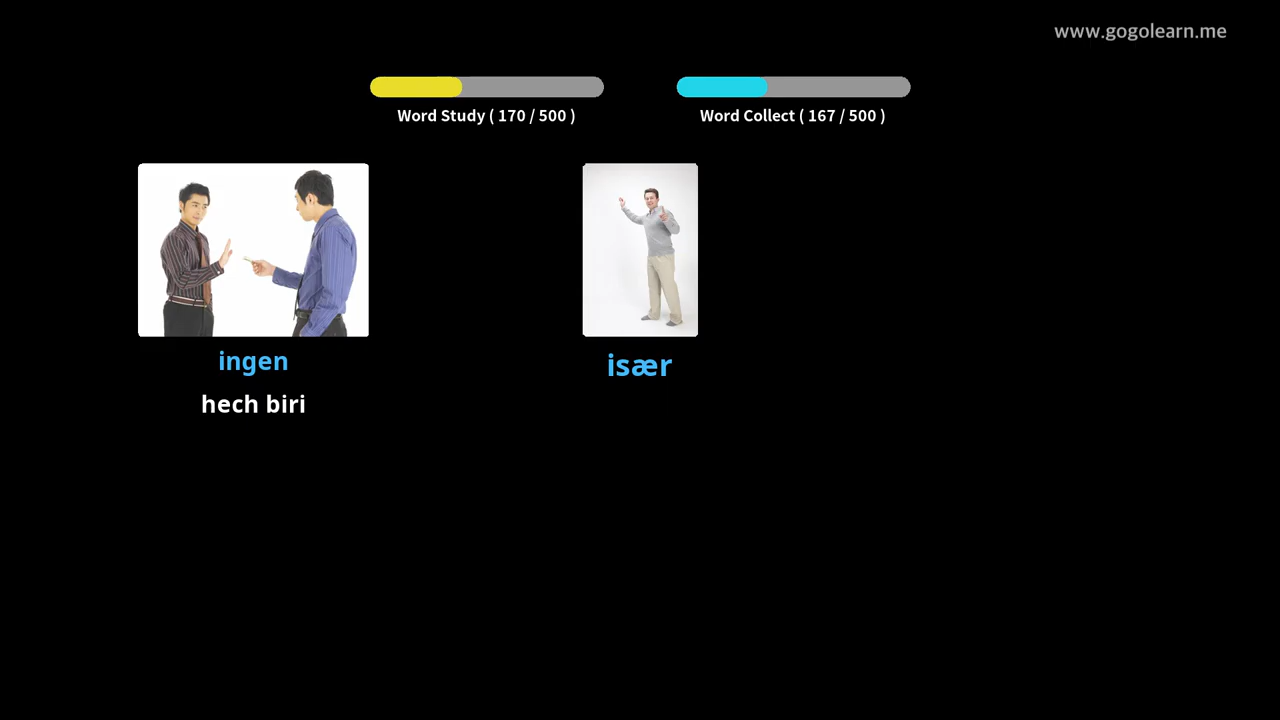 www.gogolearn.me
Word Study ( 170 / 500 )
Word Collect ( 167 / 500 )
ingen
hech biri
især